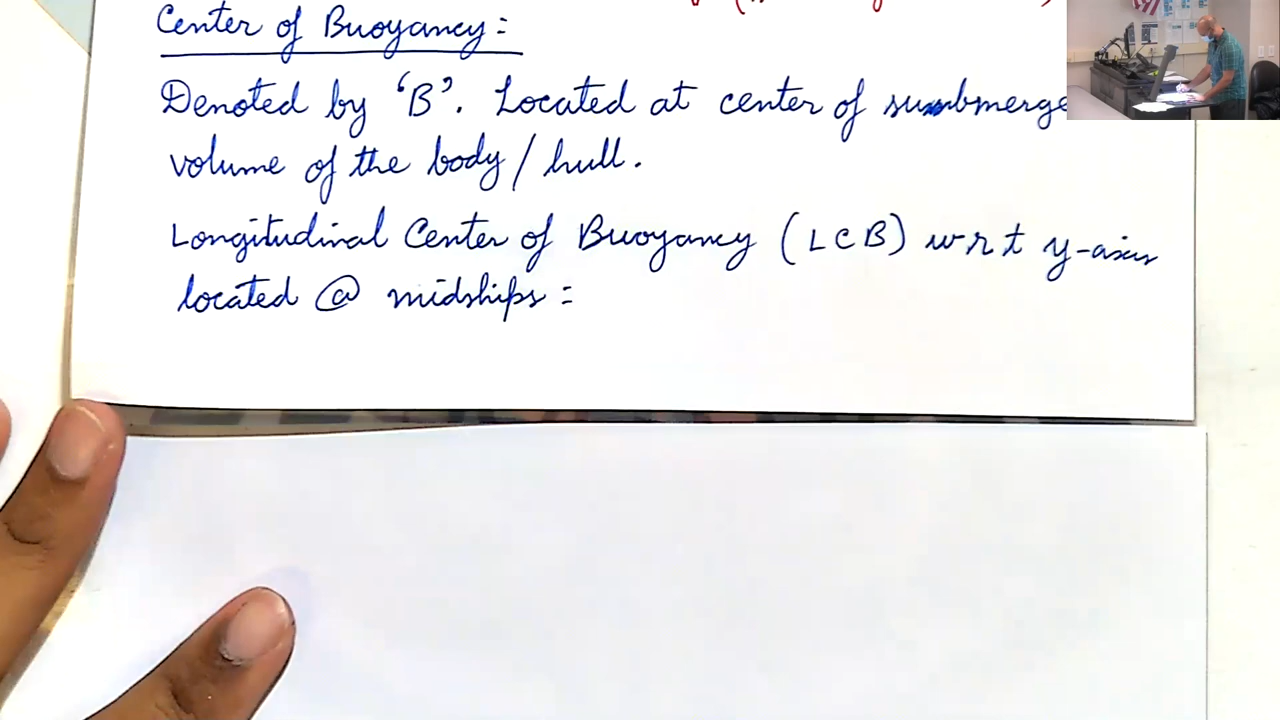 Center of Buoyancy:
Denoted by 'B'. Located at center of submerge
volume of the body / hull.
Longitudinal Center of Buoyancy (LCB) w r t y-axis
located @ midships :